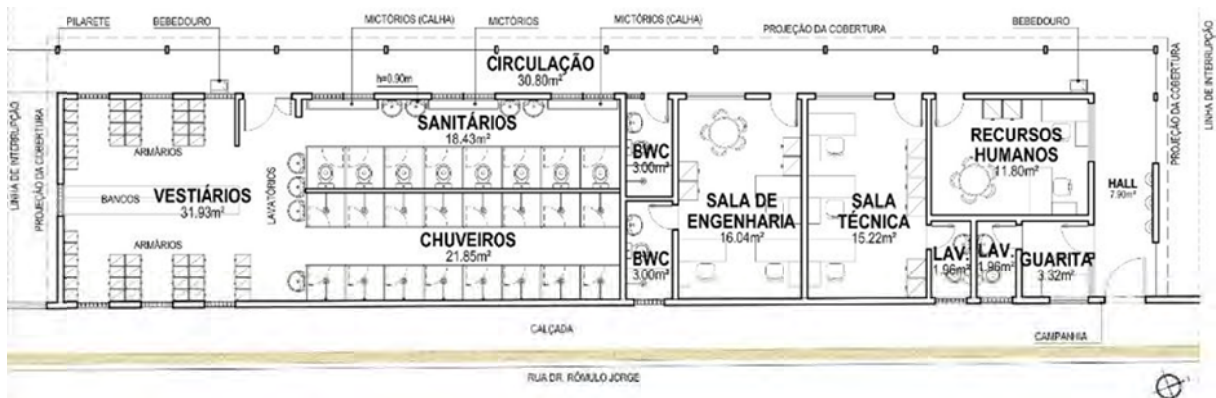 PILARETE
BEBEDOURO
MICTÓRIOS (CALHA)
MICTÓRIOS
MICTÓRIOS (CALHA)
PROJEÇÃO DA COBERTURA
BEBEDOURO
LINHA DE INTERRUPÇÃO
PROJEÇÃO DA COBERTURA
PROJEÇÃO DA COBERTURA
LINHA DE INTERRUPÇÃO
CIRCULAÇÃO
30.80m²
h=0.90m
SANITÁRIOS
18.43m²
ARMÁRIOS
BANCOS
VESTIÁRIOS
31.93m²
ARMÁRIOS
LAVATÓRIOS
CHUVEIROS
21.85m²
BWC
3.00m²
BWC
3.00m²
SALA DE
ENGENHARIA
16.04m²
SALA
TÉCNICA
15.22m²
RECURSOS
HUMANOS
11.80m²
HALL
7.90m²
LAV.
1.96m²
LAV.
1.96m²
GUARITA
3.32m²
CALÇADA
CAMPANHIA
RUA DR. RÔMULO JORGE